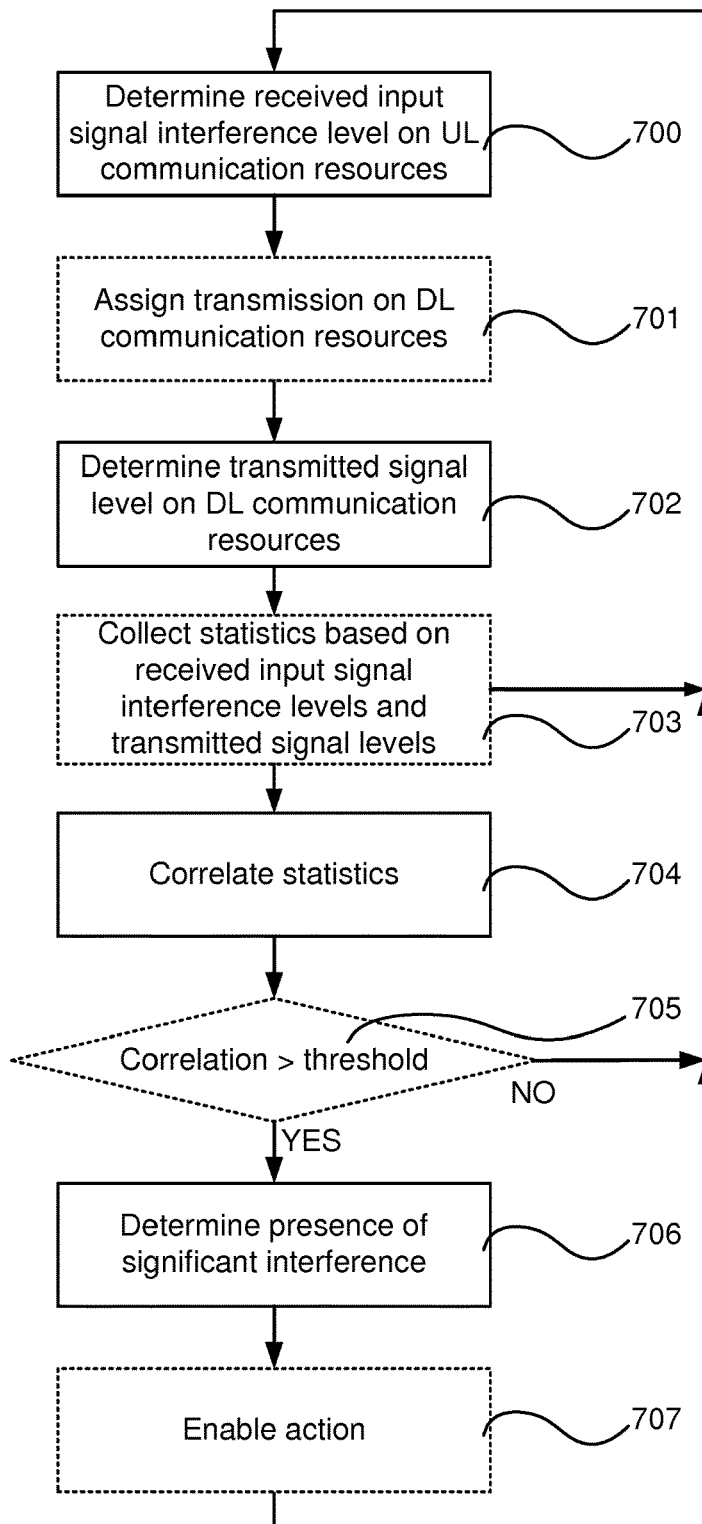 Determine received input
signal interference level on UL
communication resources
700
Assign transmission on DL
communication resources
701
Determine transmitted signal
level on DL communication
resources
702
Collect statistics based on
received input signal
interference levels and
transmitted signal levels
703
Correlate statistics
704
705
Correlation > threshold
NO
YES
Determine presence of
significant interference
706
Enable action
707